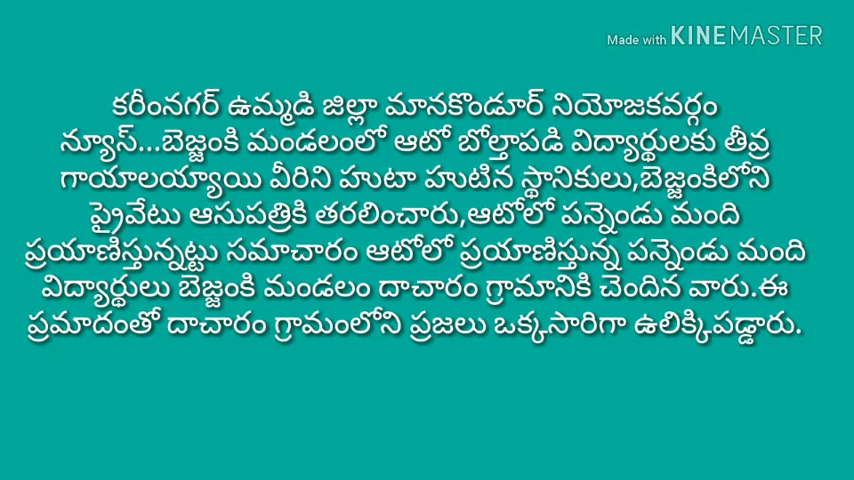 Made with KINEMASTER
కరీంనగర్ ఉమ్మడి జిల్లా మానకొండూర్ నియోజకవర్గం
న్యూస్...బెజ్జంకి మండలంలో ఆటో బోల్తాపడి విద్యార్థులకు తీవ్ర
గాయాలయ్యాయి వీరిని హుటా హుటిన స్థానికులు,బెజ్జంకిలోని
ప్రైవేటు ఆసుపత్రికి తరలించారు,ఆటోలో పన్నెండు మంది
ప్రయాణిస్తున్నట్టు సమాచారం ఆటోలో ప్రయాణిస్తున్న పన్నెండు మంది
విద్యార్థులు బెజ్జంకి మండలం దాచారం గ్రామానికి చెందిన వారు.ఈ
ప్రమాదంతో దాచారం గ్రామంలోని ప్రజలు ఒక్కసారిగా ఉలిక్కిపడ్డారు.